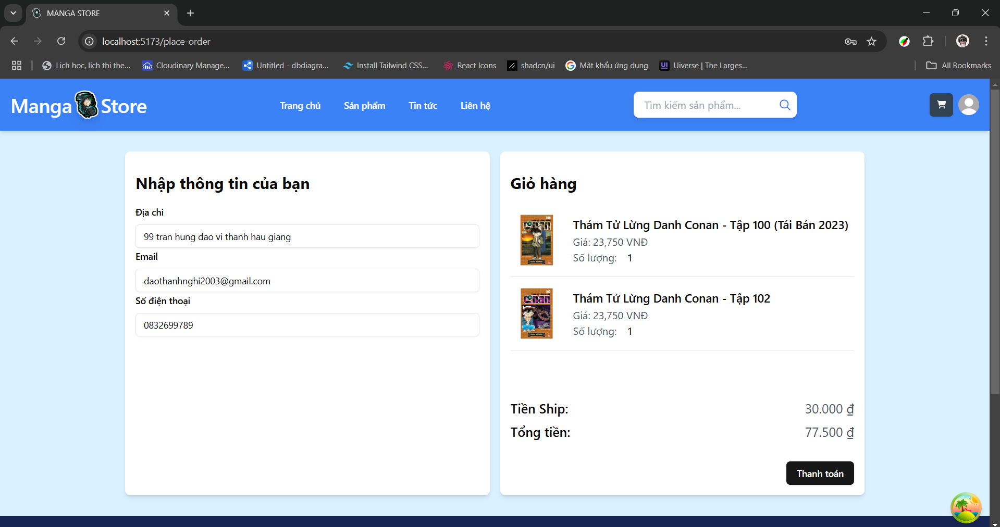 MANGA STORE
localhost:5173/place-order
Lịch học, lịch thi the...
Cloudinary Manage...
Untitled - dbdiagra...
Install Tailwind CSS...
React Icons
shadcn/ui
Mật khẩu ứng dụng
UI
Uiverse | The Larges...
All Bookmarks
Manga Store
Trang chủ
Sản phẩm
Tin tức
Liên hệ
Tìm kiếm sản phẩm...
Nhập thông tin của bạn
Địa chỉ
99 tran hung dao vi thanh hau giang
Email
daothanhnghi2003@gmail.com
Số điện thoại
0832699789
Giỏ hàng
100
CONAN
Thám Tử Lừng Danh Conan - Tập 100 (Tái Bản 2023)
Giá: 23,750 VNĐ
Số lượng: 1
102
CONAN
Thám Tử Lừng Danh Conan - Tập 102
Giá: 23,750 VNĐ
Số lượng: 1
Tiền Ship: 30.000 ₫
Tổng tiền: 77.500 ₫
Thanh toán